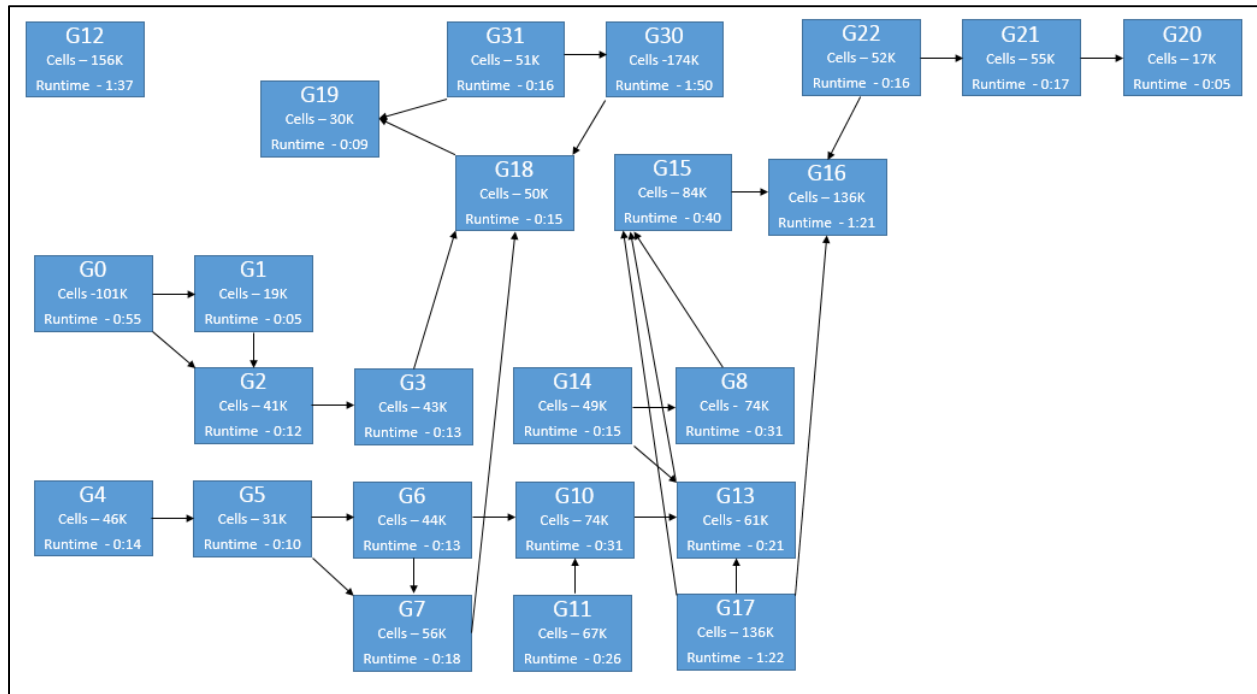 G12
Cells – 156K
Runtime - 1:37
G31
Cells – 51K
Runtime - 0:16
G30
Cells -174K
Runtime - 1:50
G22
Cells – 52K
Runtime - 0:16
G21
Cells – 55K
Runtime - 0:17
G20
Cells – 17K
Runtime - 0:05
G19
Cells – 30K
Runtime - 0:09
G18
Cells – 50K
Runtime - 0:15
G15
Cells – 84K
Runtime - 0:40
G16
Cells – 136K
Runtime - 1:21
G0
Cells -101K
Runtime - 0:55
G1
Cells – 19K
Runtime - 0:05
G2
Cells – 41K
Runtime - 0:12
G3
Cells – 43K
Runtime - 0:13
G14
Cells – 49K
Runtime - 0:15
G8
Cells - 74K
Runtime - 0:31
G4
Cells – 46K
Runtime - 0:14
G5
Cells – 31K
Runtime - 0:10
G6
Cells – 44K
Runtime - 0:13
G10
Cells – 74K
Runtime - 0:31
G13
Cells - 61K
Runtime - 0:21
G7
Cells – 56K
Runtime - 0:18
G11
Cells – 67K
Runtime - 0:26
G17
Cells – 136K
Runtime - 1:22